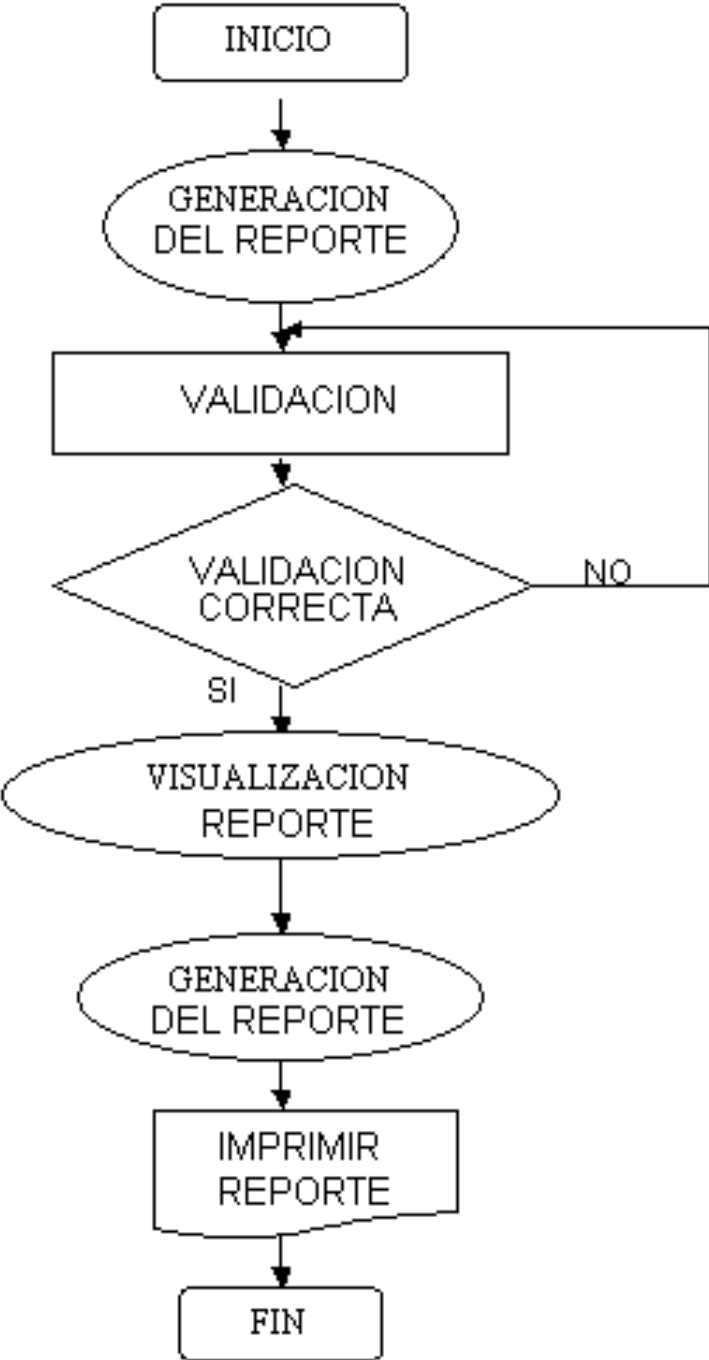 INICIO
GENERACION
DEL REPORTE
VALIDACION
VALIDACION
CORRECTA
NO
SI
VISUALIZACION
REPORTE
GENERACION
DEL REPORTE
IMPRIMIR
REPORTE
FIN